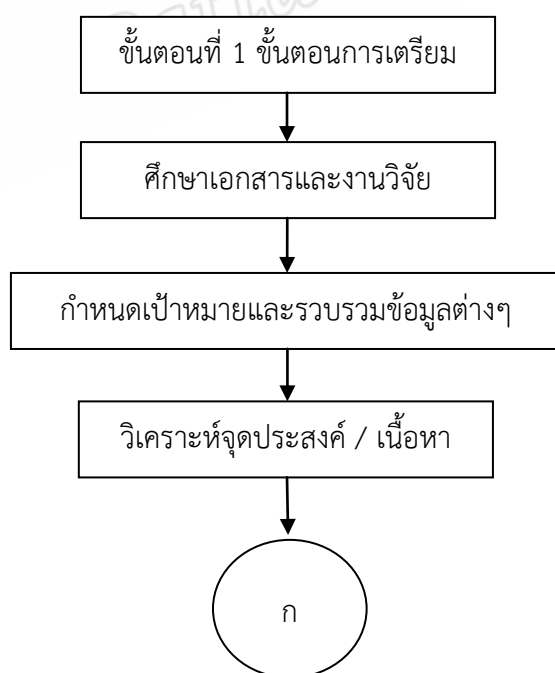 ขั้นตอนที่ 1 ขั้นตอนการเตรียม
ศึกษาเอกสารและงานวิจัย
กำหนดเป้าหมายและรวบรวมข้อมูลต่างๆ
วิเคราะห์จุดประสงค์ / เนื้อหา
ก